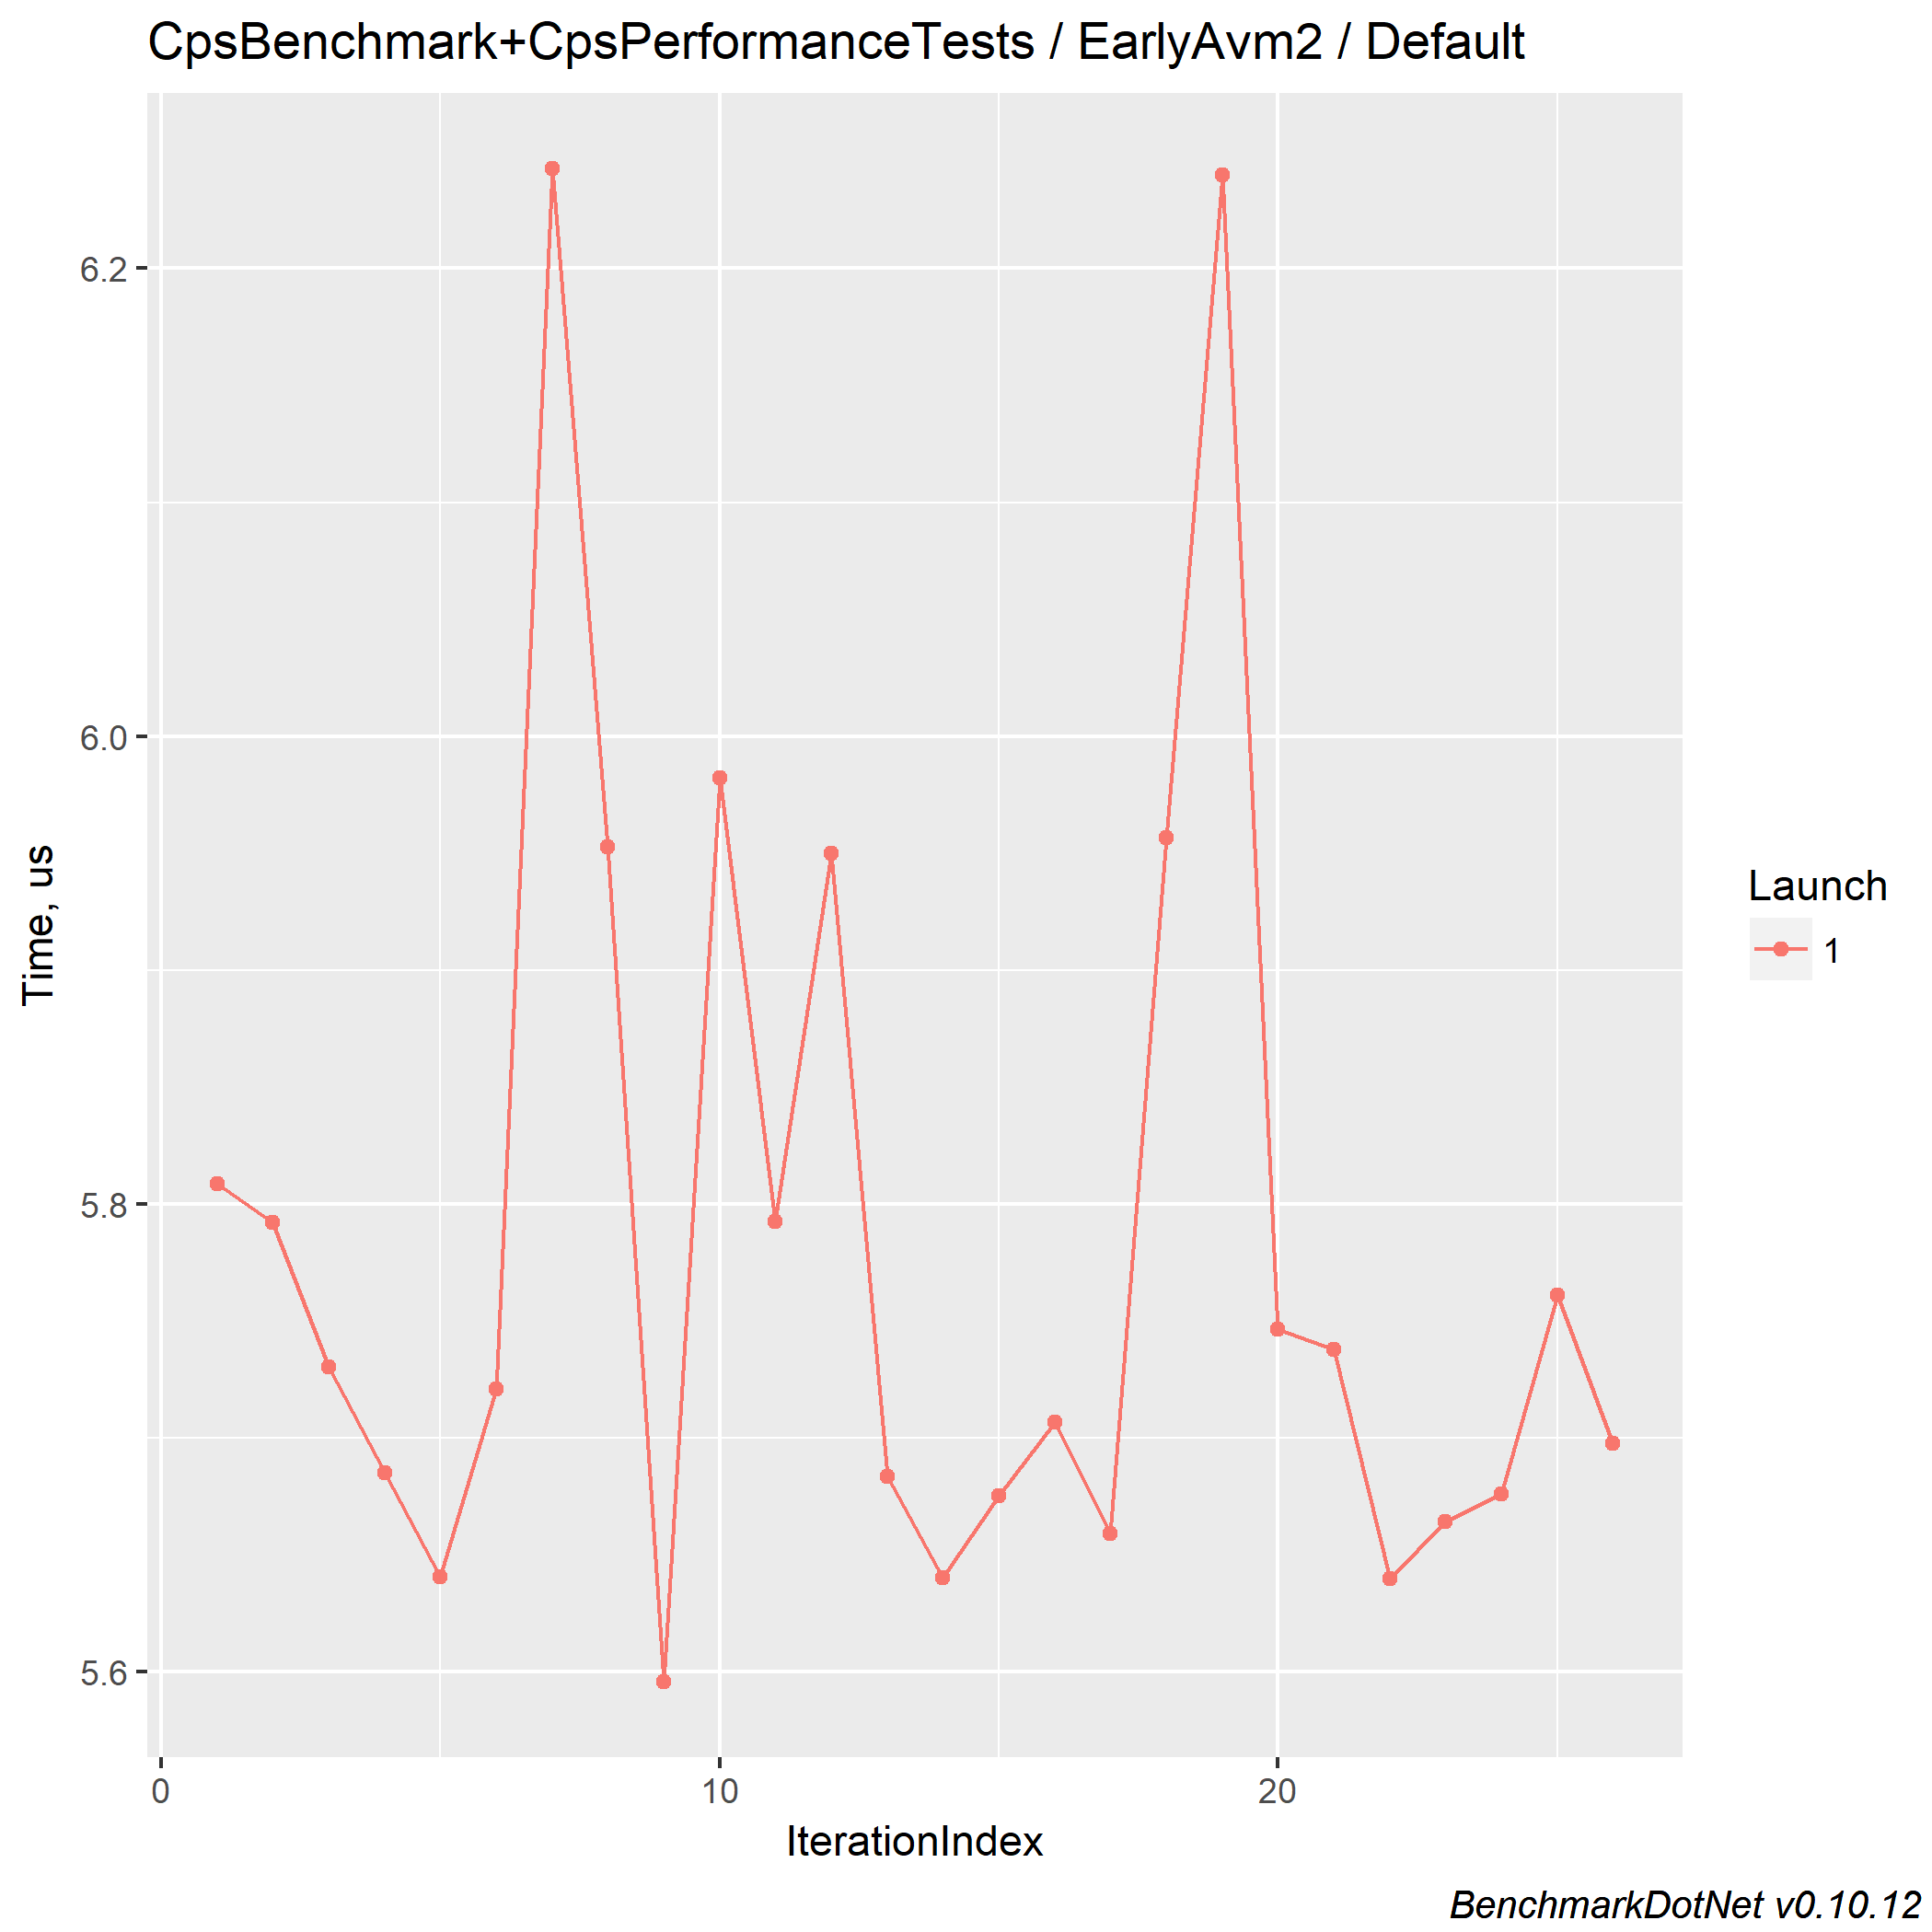 CpsBenchmark+CpsPerformanceTests / EarlyAvm2 / Default
6.2
6.0
5.8
5.6
Time, us
0 10 20
IterationIndex
Launch
1
BenchmarkDotNet v0.10.12